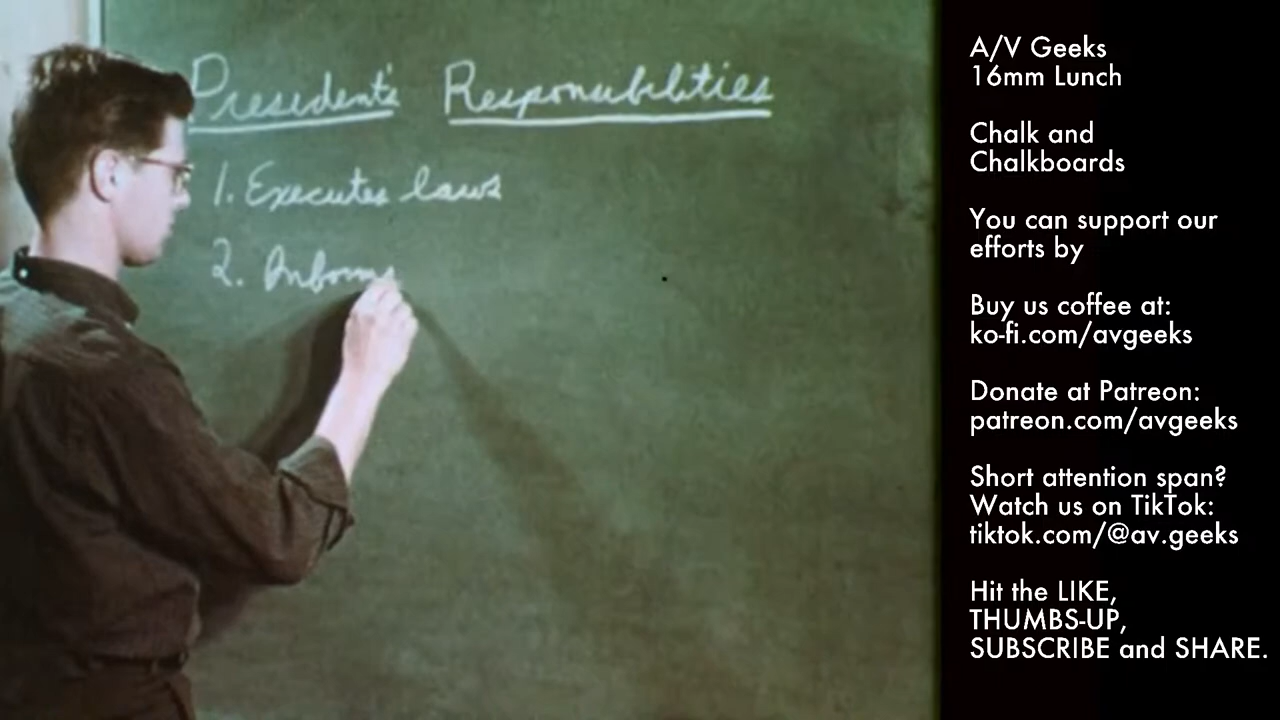 President's Responsibilities
1. Executes laws
2. Informs
A/V Geeks
16mm Lunch
Chalk and
Chalkboards
You can support our
efforts by
Buy us coffee at:
ko-fi.com/avgeeks
Donate at Patreon:
patreon.com/avgeeks
Short attention span?
Watch us on TikTok:
tiktok.com/@av.geeks
Hit the LIKE,
THUMBS-UP,
SUBSCRIBE and SHARE.